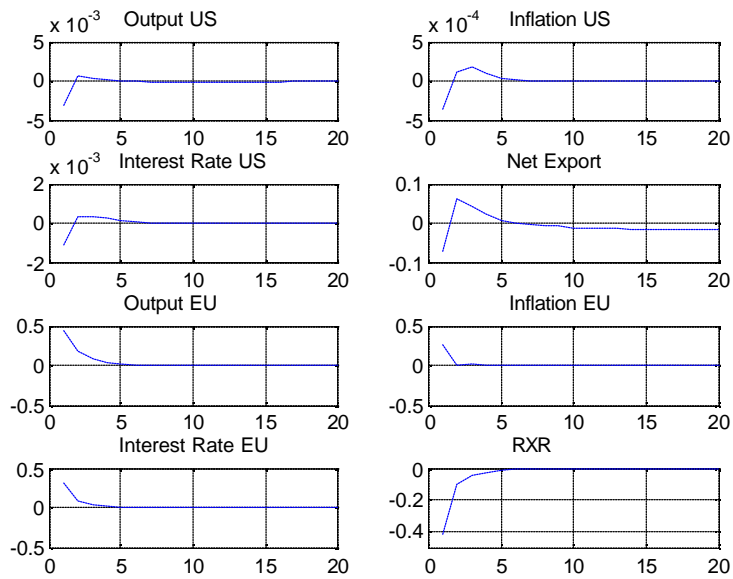 x 10-3 Output US
5
0
-5
0 5 10 15 20
x 10-4 Inflation US
5
0
-5
0 5 10 15 20
x 10-3 Interest Rate US
2
0
-2
0 5 10 15 20
Net Export
0.1
0
-0.1
0 5 10 15 20
Output EU
0.5
0
-0.5
0 5 10 15 20
Inflation EU
0.5
0
-0.5
0 5 10 15 20
Interest Rate EU
0.5
0
-0.5
0 5 10 15 20
RXR
0
-0.2
-0.4
0 5 10 15 20